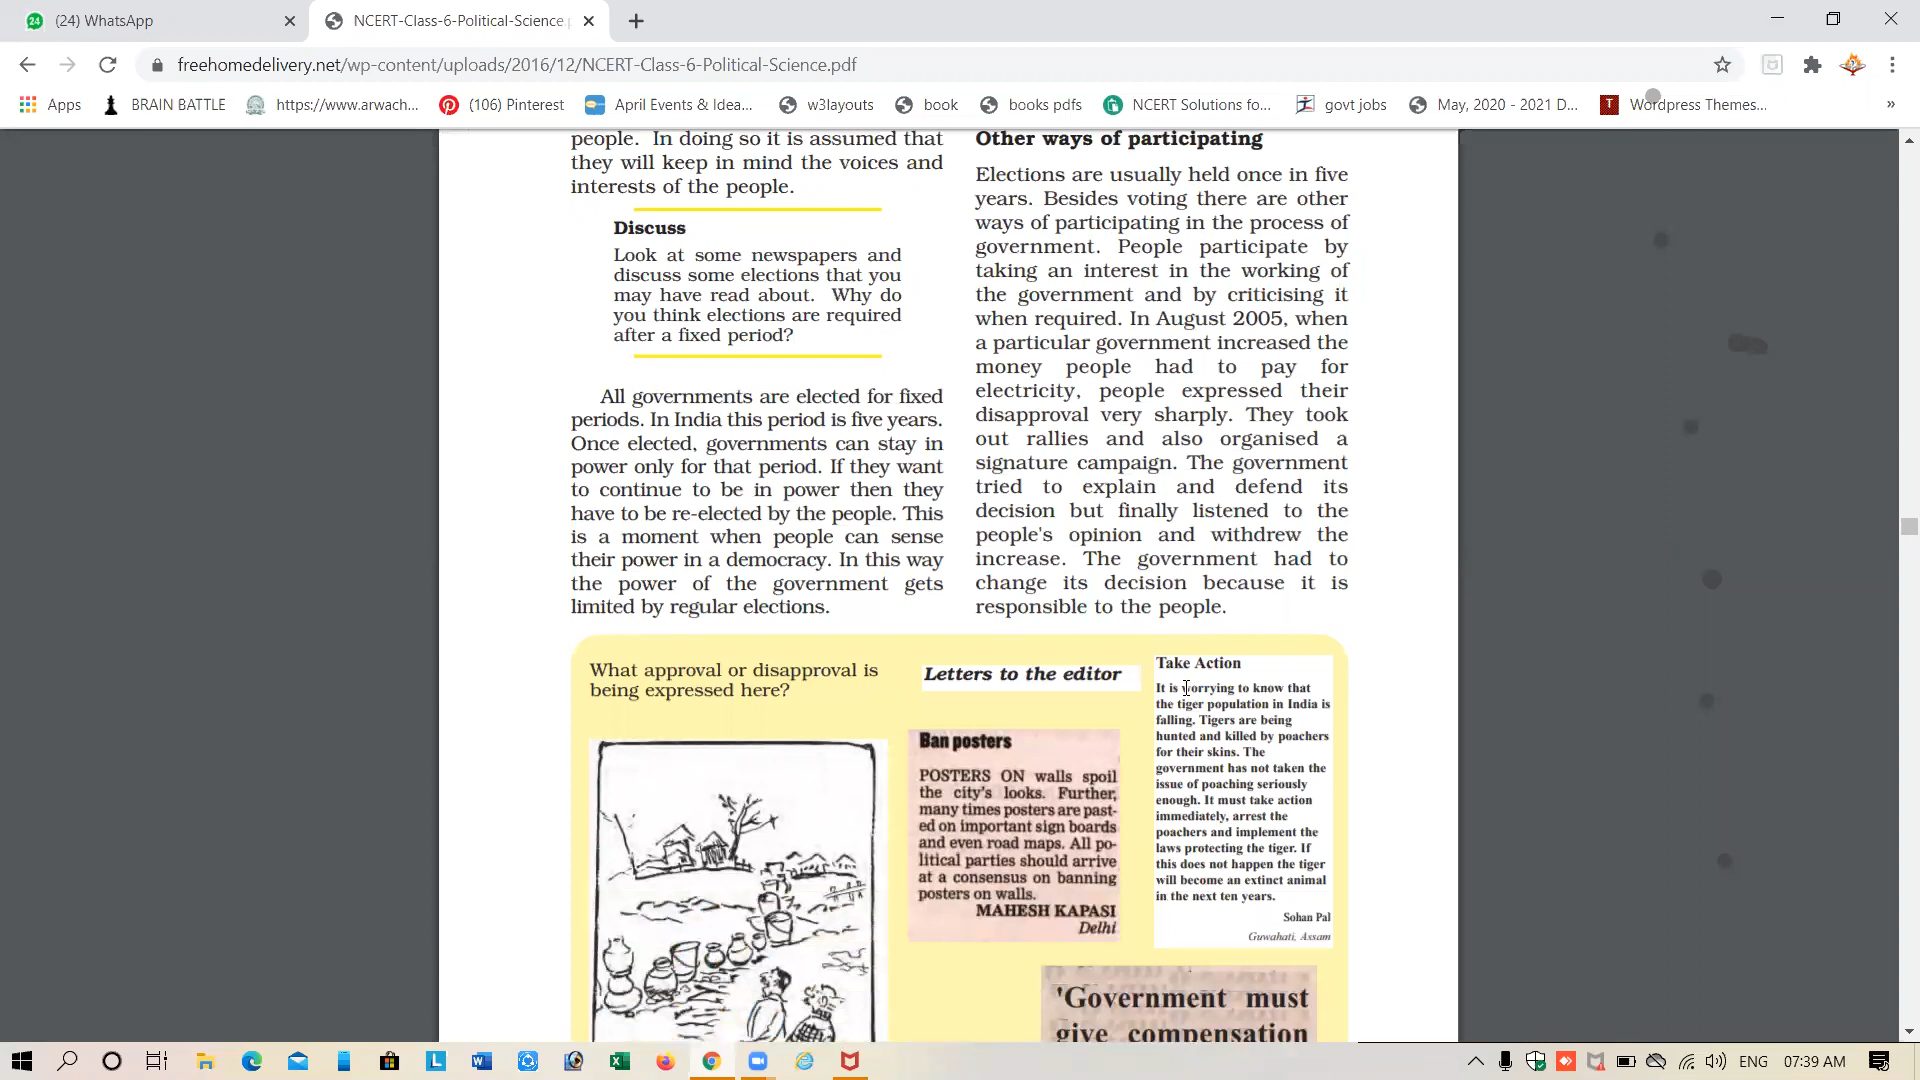 (24) WhatsApp
NCERT-Class-6-Political-Science
freehomedelivery.net/wp-content/uploads/2016/12/NCERT-Class-6-Political-Science.pdf
Apps
BRAIN BATTLE
https://www.arwach...
(106) Pinterest
April Events & Idea...
w3layouts
book
books pdfs
NCERT Solutions fo...
govt jobs
May, 2020 - 2021 D...
Wordpress Themes...
people. In doing so it is assumed that
they will keep in mind the voices and
interests of the people.
Discuss
Look at some newspapers and
discuss some elections that you
may have read about. Why do
you think elections are required
after a fixed period?
All governments are elected for fixed
periods. In India this period is five years.
Once elected, governments can stay in
power only for that period. If they want
to continue to be in power then they
have to be re-elected by the people. This
is a moment when people can sense
their power in a democracy. In this way
the power of the government gets
limited by regular elections.
Other ways of participating
Elections are usually held once in five
years. Besides voting there are other
ways of participating in the process of
government. People participate by
taking an interest in the working of
the government and by criticising it
when required. In August 2005, when
a particular government increased the
money people had to pay for
electricity, people expressed their
disapproval very sharply. They took
out rallies and also organised a
signature campaign. The government
tried to explain and defend its
decision but finally listened to the
people's opinion and withdrew the
increase. The government had to
change its decision because it is
responsible to the people.
What approval or disapproval is
being expressed here?
Letters to the editor
Ban posters
POSTERS ON walls spoil
the city's looks. Further,
many times posters are past-
ed on important sign boards
and even road maps. All po-
litical parties should arrive
at a consensus on banning
posters on walls.
MAHESH KAPASI
Delhi
Take Action
It is worrying to know that
the tiger population in India is
falling. Tigers are being
hunted and killed by poachers
for their skins. The
government has not taken the
issue of poaching seriously
enough. It must take action
immediately, arrest the
poachers and implement the
laws protecting the tiger. If
this does not happen the tiger
will become an extinct animal
in the next ten years.
Sohan Pal
Guwahati, Assam
'Government must
give compensation
ENG
07:39 AM